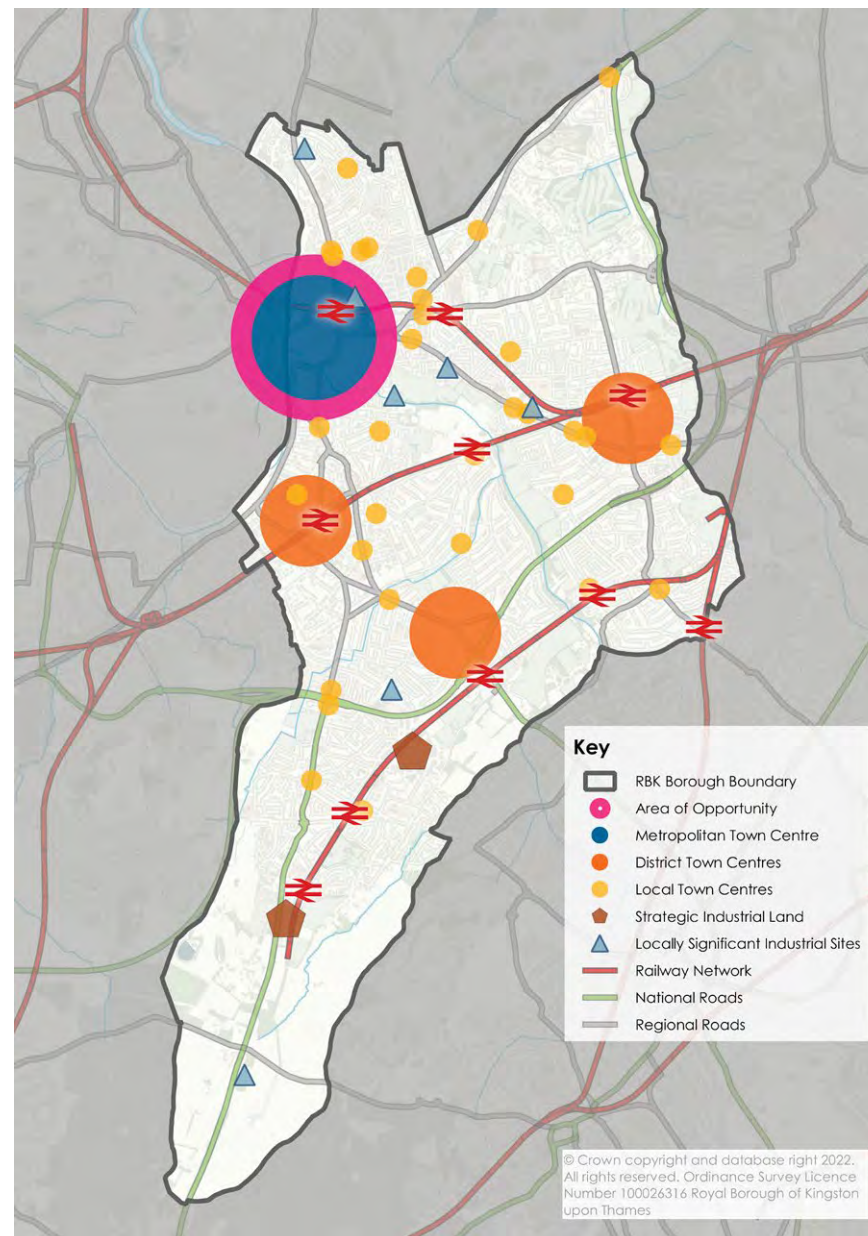 Key
RBK Borough Boundary
Area of Opportunity
Metropolitan Town Centre
District Town Centres
Local Town Centres
Strategic Industrial Land
Locally Significant Industrial Sites
Railway Network
National Roads
Regional Roads
© Crown copyright and database right 2022.
All rights reserved. Ordinance Survey Licence
Number 100026316 Royal Borough of Kingston
upon Thames